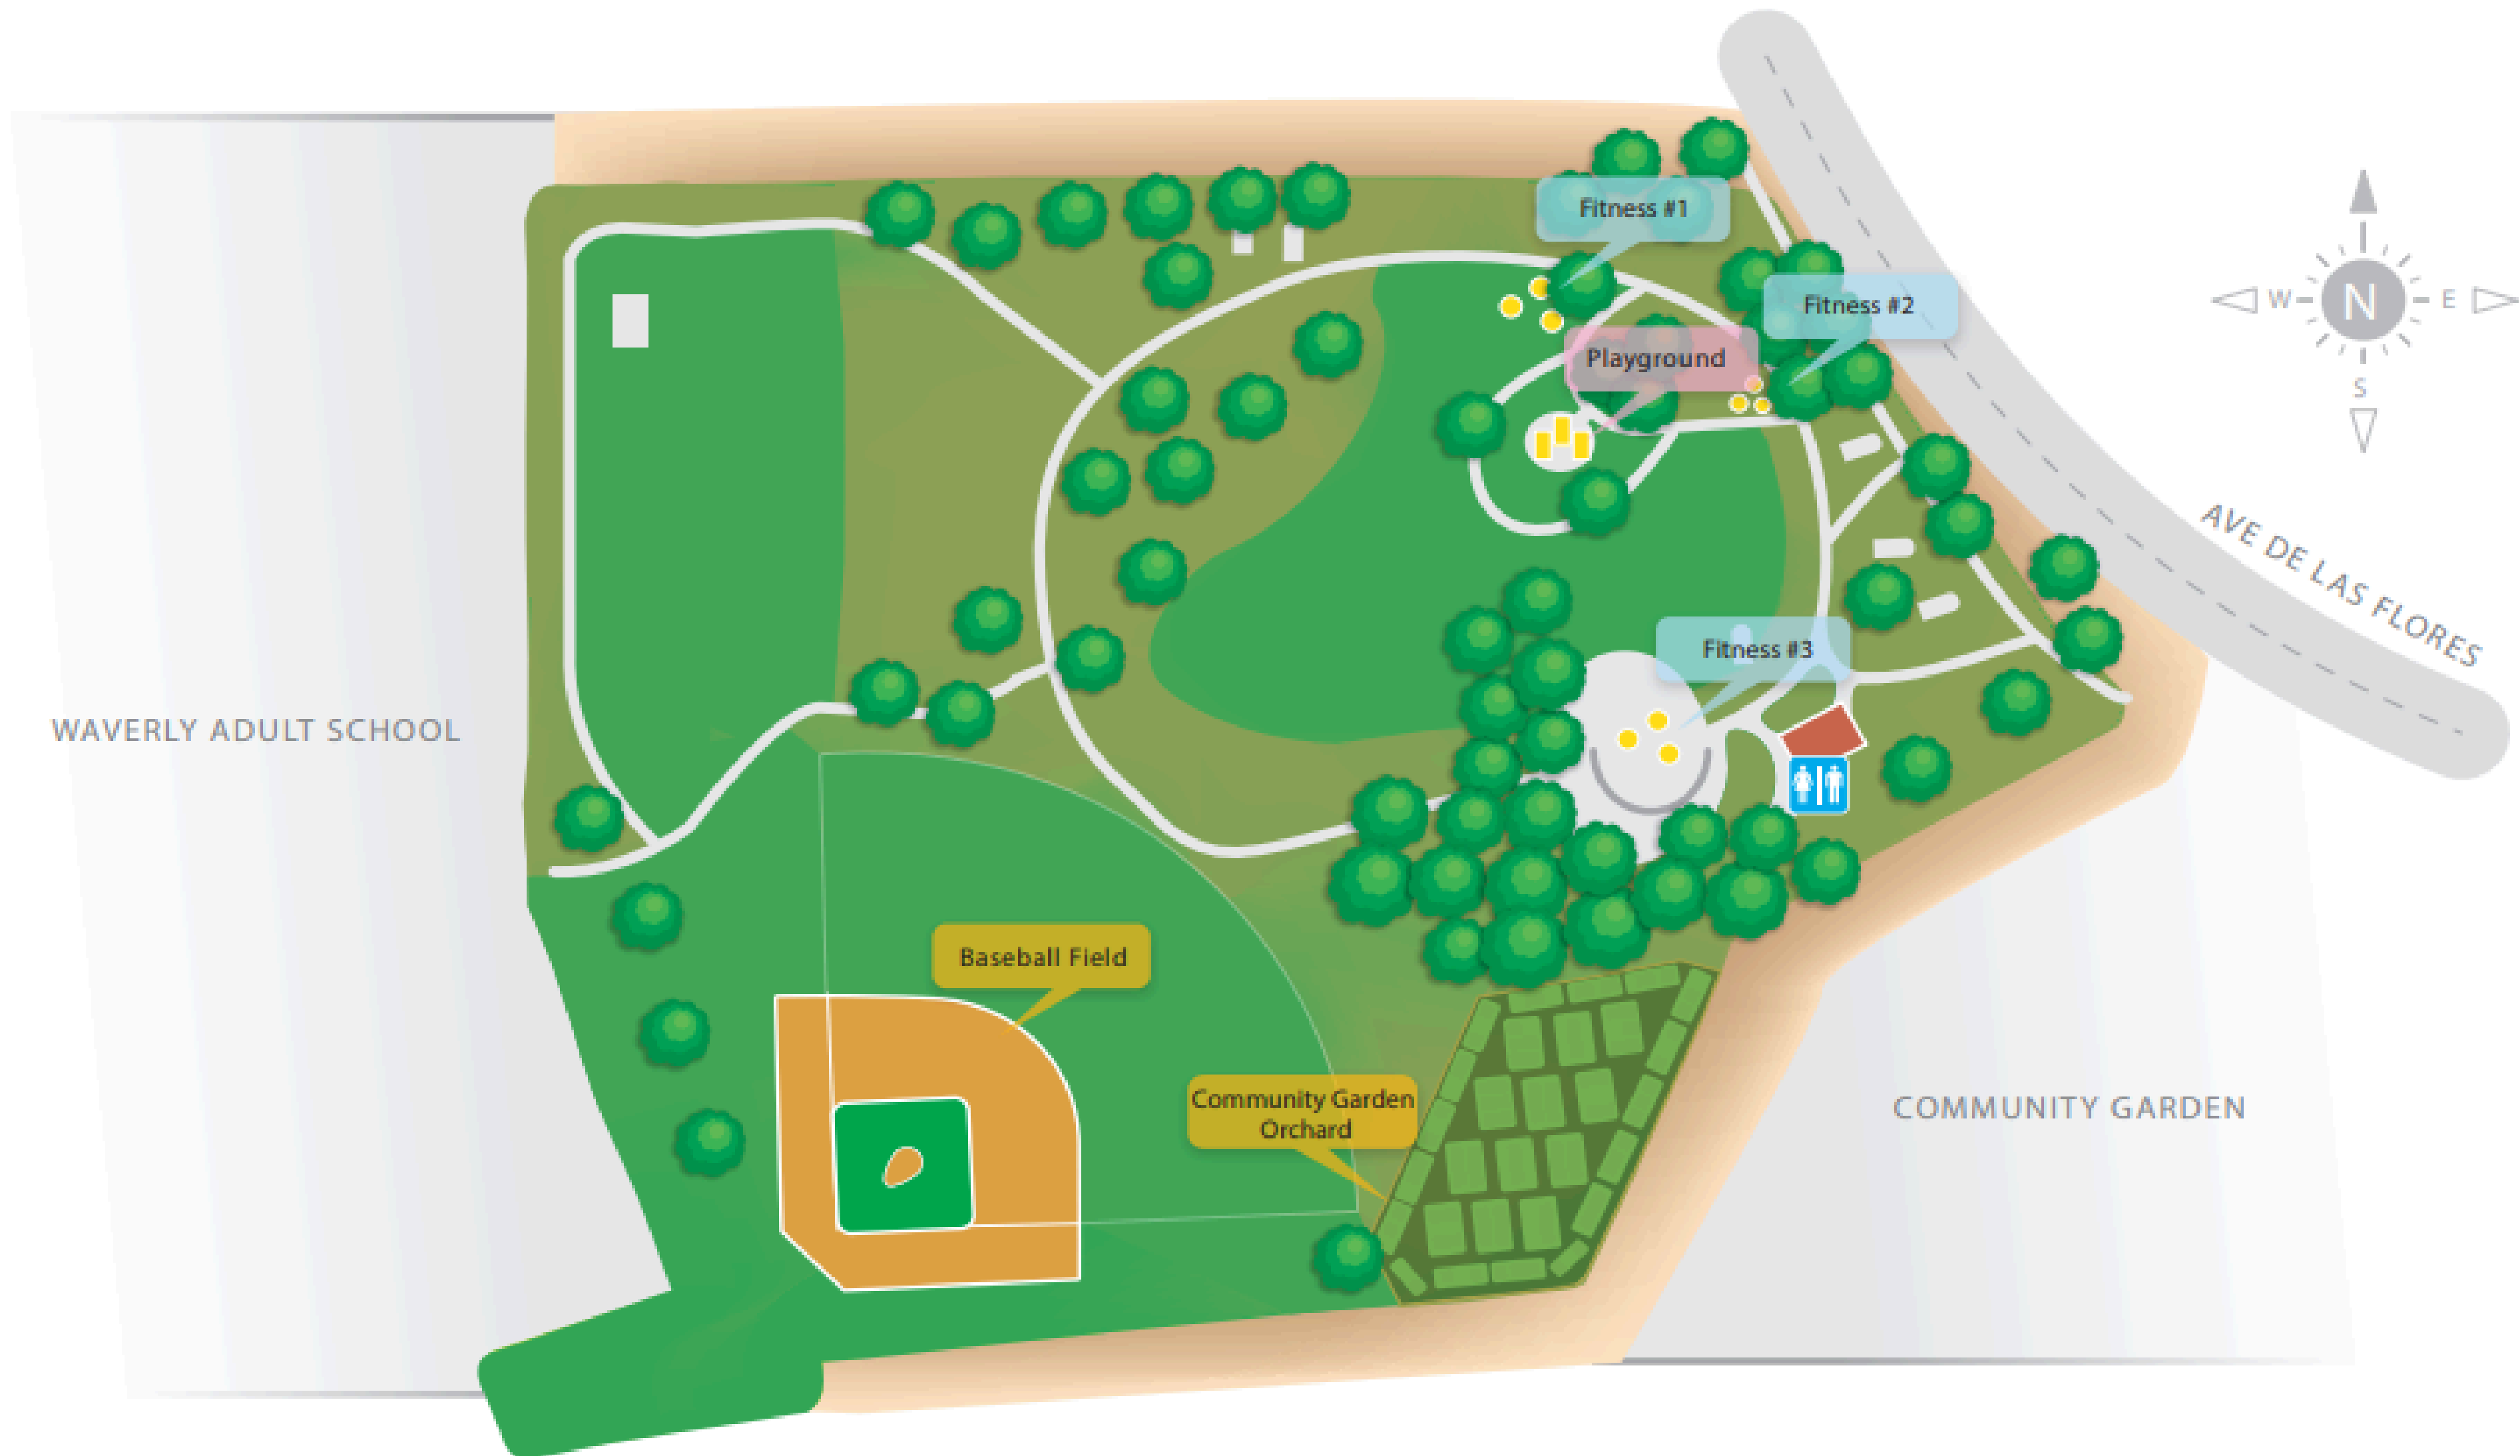 Fitness #1
Fitness #2
N
W
E
S
Playground
AVE DE LAS FLORES
Fitness #3
WAVERLY ADULT SCHOOL
Baseball Field
Community Garden
Orchard
COMMUNITY GARDEN